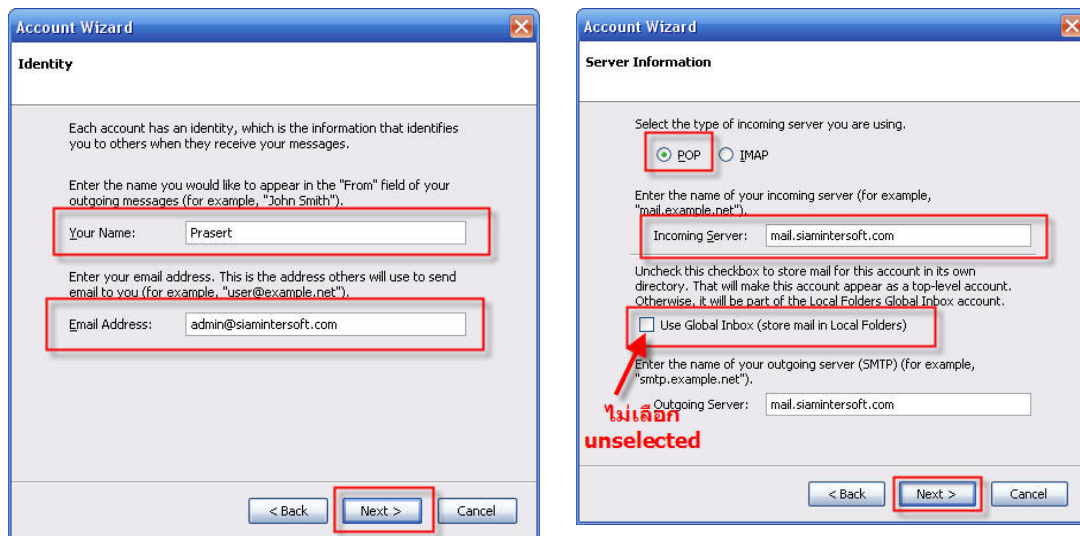 Account Wizard
Identity
Each account has an identity, which is the information that identifies
you to others when they receive your messages.
Enter the name you would like to appear in the "From" field of your
outgoing messages (for example, "John Smith").
Your Name: Prasert
Enter your email address. This is the address others will use to send
email to you (for example, "user@example.net").
Email Address: admin@siamintersoft.com
< Back Next > Cancel
Account Wizard
Server Information
Select the type of incoming server you are using.
POP IMAP
Enter the name of your incoming server (for example,
"mail.example.net").
Incoming Server: mail.siamintersoft.com
Uncheck this checkbox to store mail for this account in its own
directory. That will make this account appear as a top-level account.
Otherwise, it will be part of the Local Folders Global Inbox account.
Use Global Inbox (store mail in Local Folders)
Enter the name of your outgoing server (SMTP) (for example,
"smtp.example.net").
Outgoing Server: mail.siamintersoft.com
ไม่เลือก
unselected
< Back Next > Cancel